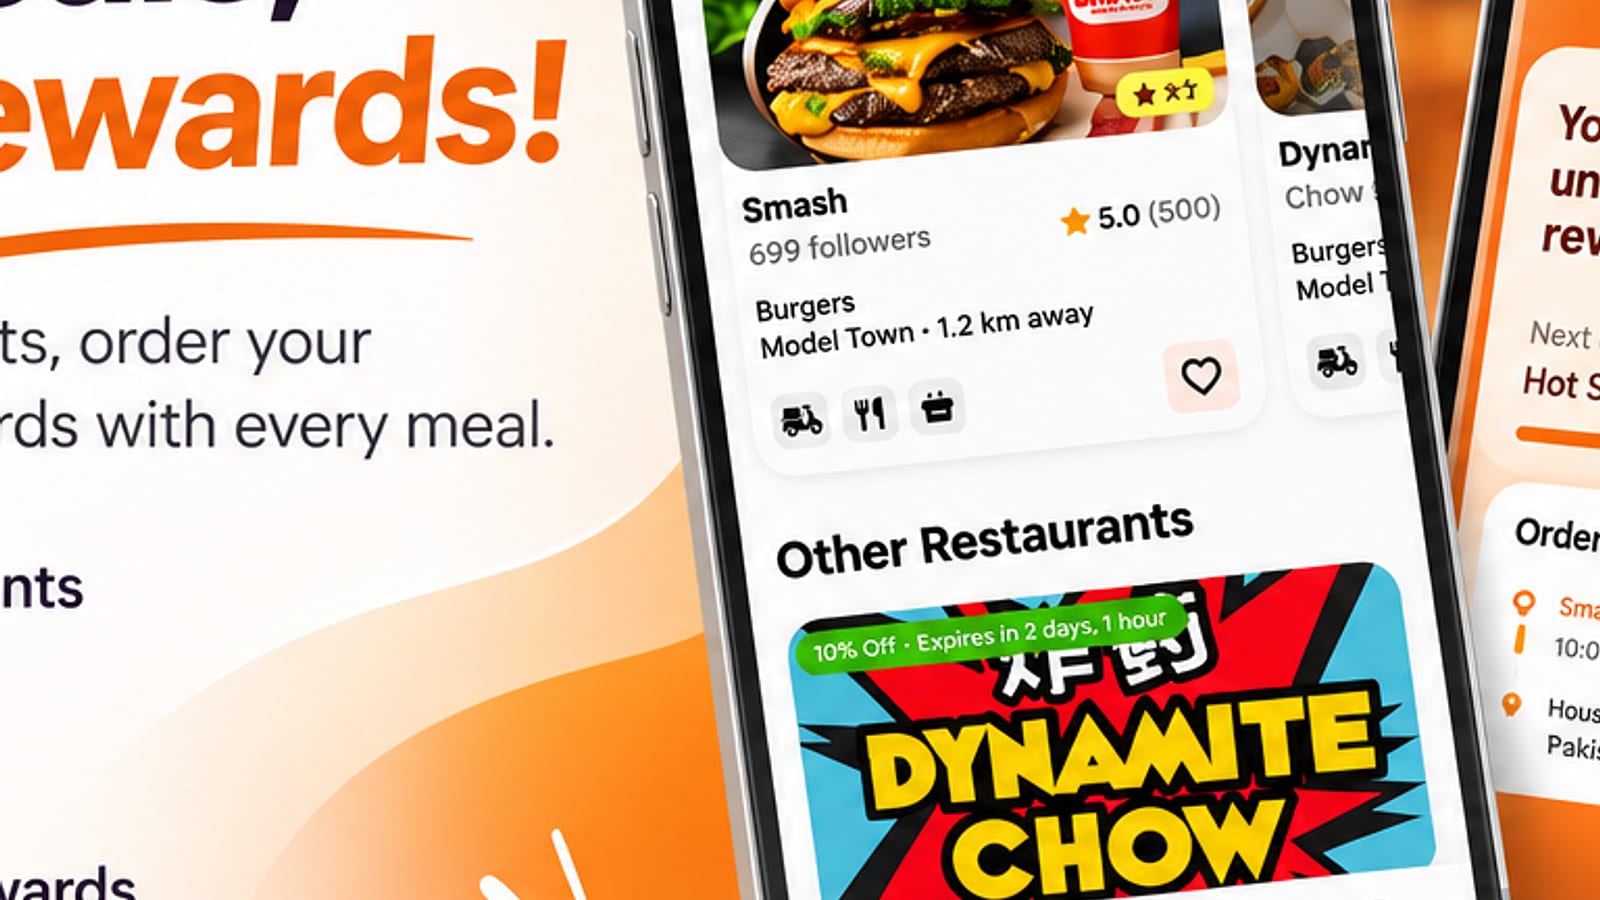 ewards!
ts, order your
rds with every meal.
nts
wards
Smash
699 followers
5.0 (500)
Burgers
Model Town • 1.2 km away
Dynan
Chow
Burgers
Model T
Other Restaurants
10% Off • Expires in 2 days, 1 hour
DYNAMITE
CHOW
Yo
un
rev
Next
Hot S
Order
Sma
10:0
Hous
Pakis